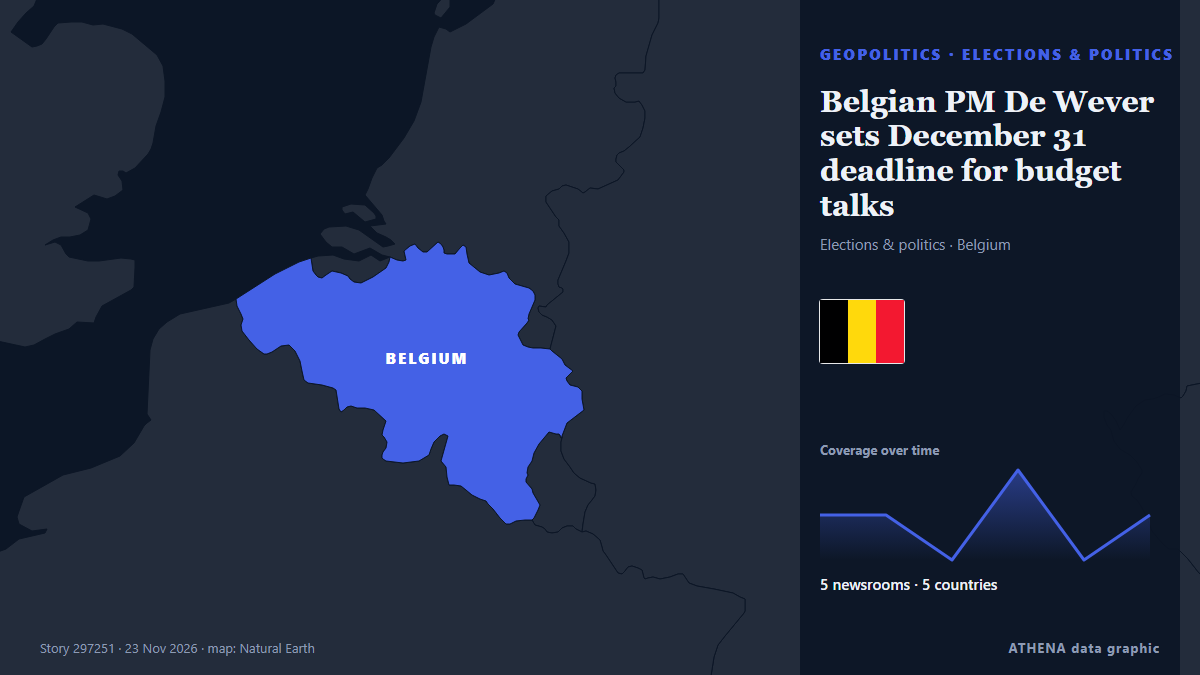 GEOPOLITICS · ELECTIONS & POLITICS
Belgian PM De Wever
sets December 31
deadline for budget
talks
Elections & politics · Belgium
BELGIUM
Coverage over time
5 newsrooms · 5 countries
Story 297251 · 23 Nov 2026 · map: Natural Earth
ATHENA data graphic